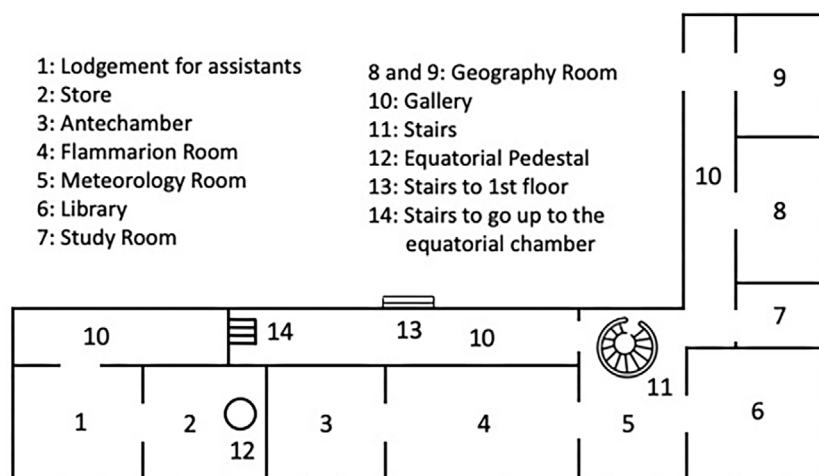 1: Lodgement for assistants
2: Store
3: Antechamber
4: Flammarion Room
5: Meteorology Room
6: Library
7: Study Room
8 and 9: Geography Room
10: Gallery
11: Stairs
12: Equatorial Pedestal
13: Stairs to 1st floor
14: Stairs to go up to the
equatorial chamber
9
10
8
7
10
14
13
10
11
1
2
12
3
4
5
6